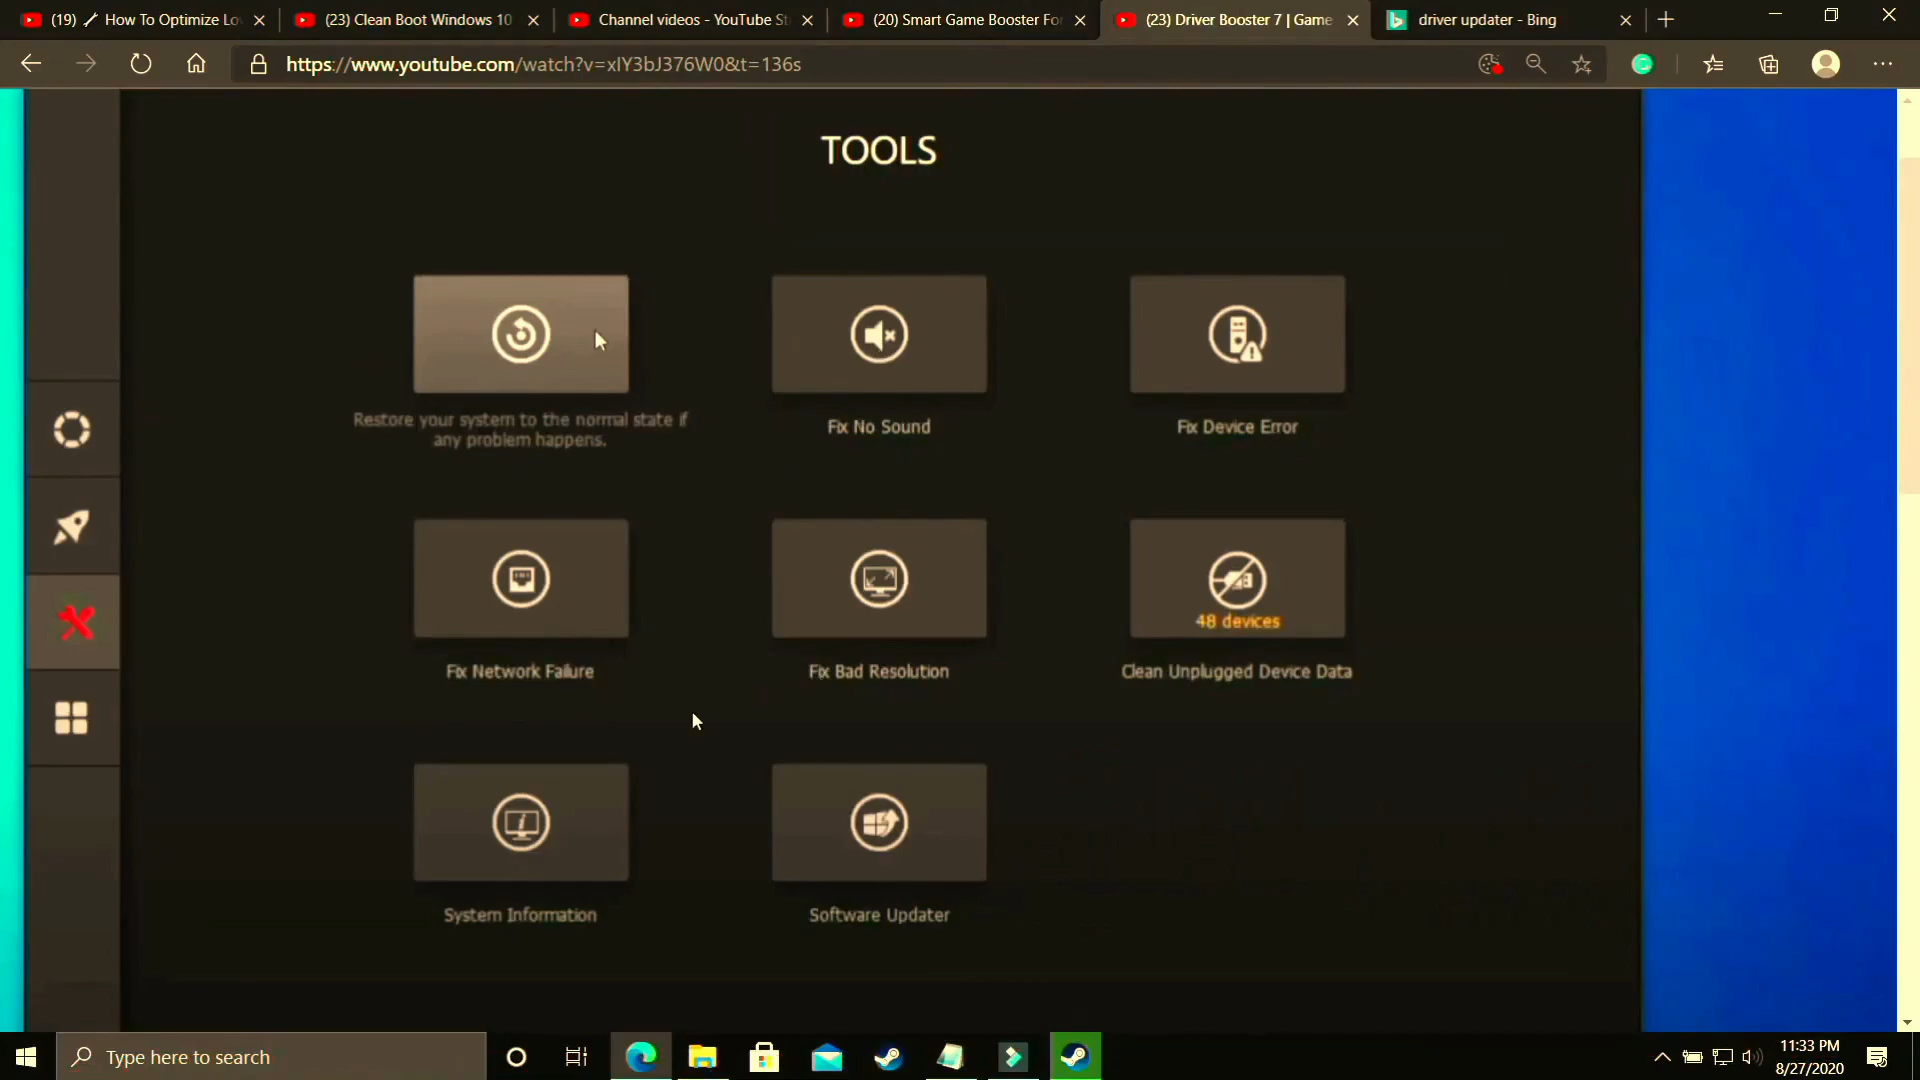 (19) How To Optimize Lo
(23) Clean Boot Windows 10
Channel videos - YouTube St
(20) Smart Game Booster Fo
(23) Driver Booster 7 | Game
driver updater - Bing
https://www.youtube.com/watch?v=xIY3bJ376W0&t=136s
TOOLS
Restore your system to the normal state if
any problem happens.
Fix No Sound
Fix Device Error
48 devices
Fix Network Failure
Fix Bad Resolution
Clean Unplugged Device Data
System Information
Software Updater
Type here to search
11:33 PM
8/27/2020